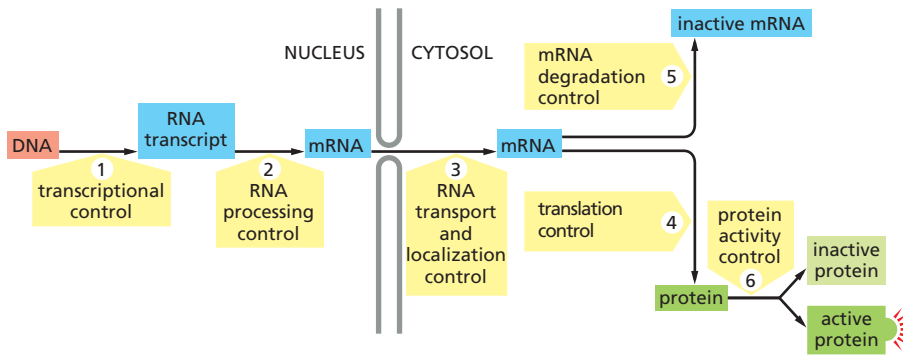 NUCLEUS
CYTOSOL
inactive mRNA
mRNA
degradation
control
5
DNA
RNA
transcript
mRNA
mRNA
1
transcriptional
control
2
RNA
processing
control
3
RNA
transport
and
localization
control
translation
control
4
protein
activity
control
6
protein
inactive
protein
active
protein